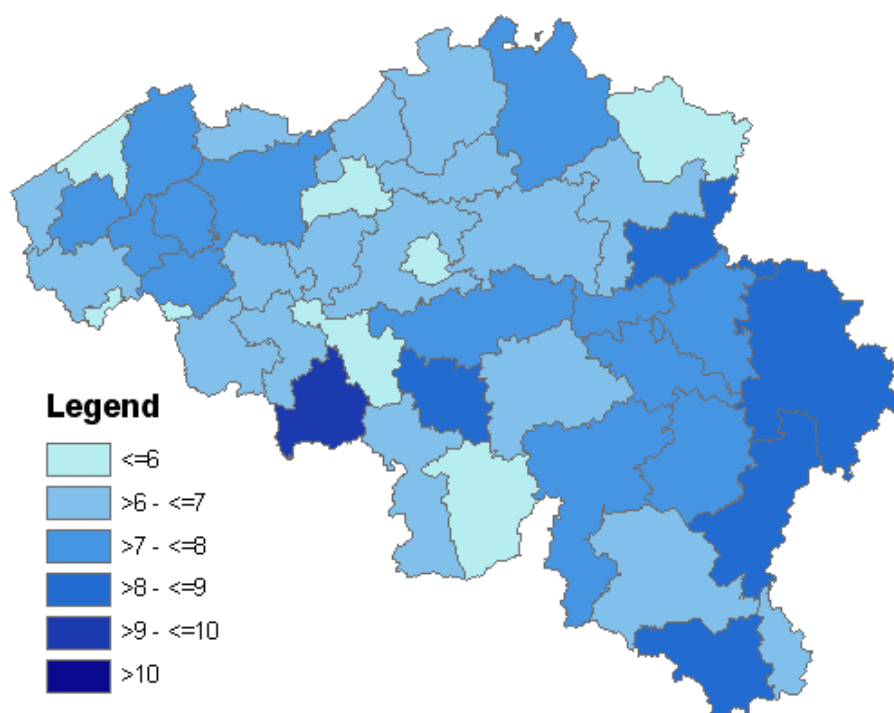 Legend
<=6
>6 - <=7
>7 - <=8
>8 - <=9
>9 - <=10
>10